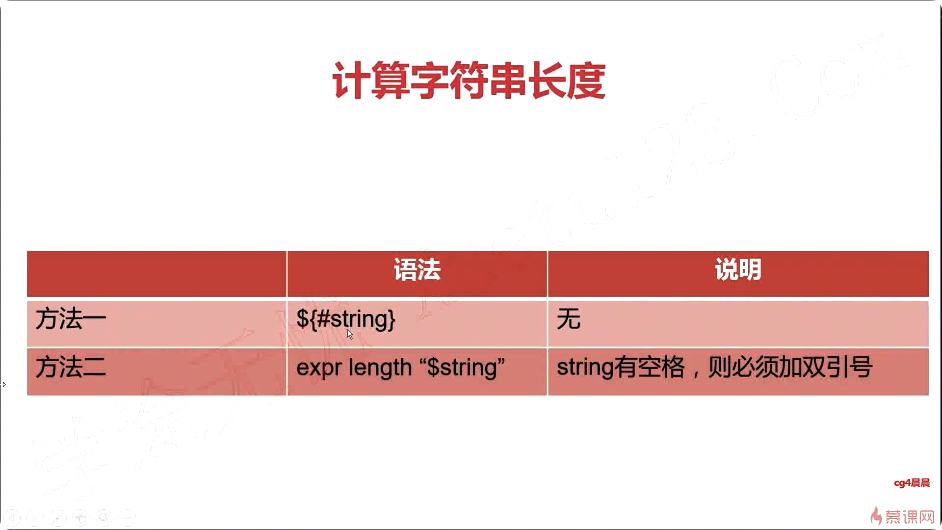 计算字符串长度
语法 说明
方法一 ${#string} 无
方法二 expr length “$string” string有空格，则必须加双引号
cg4晨晨
慕课网